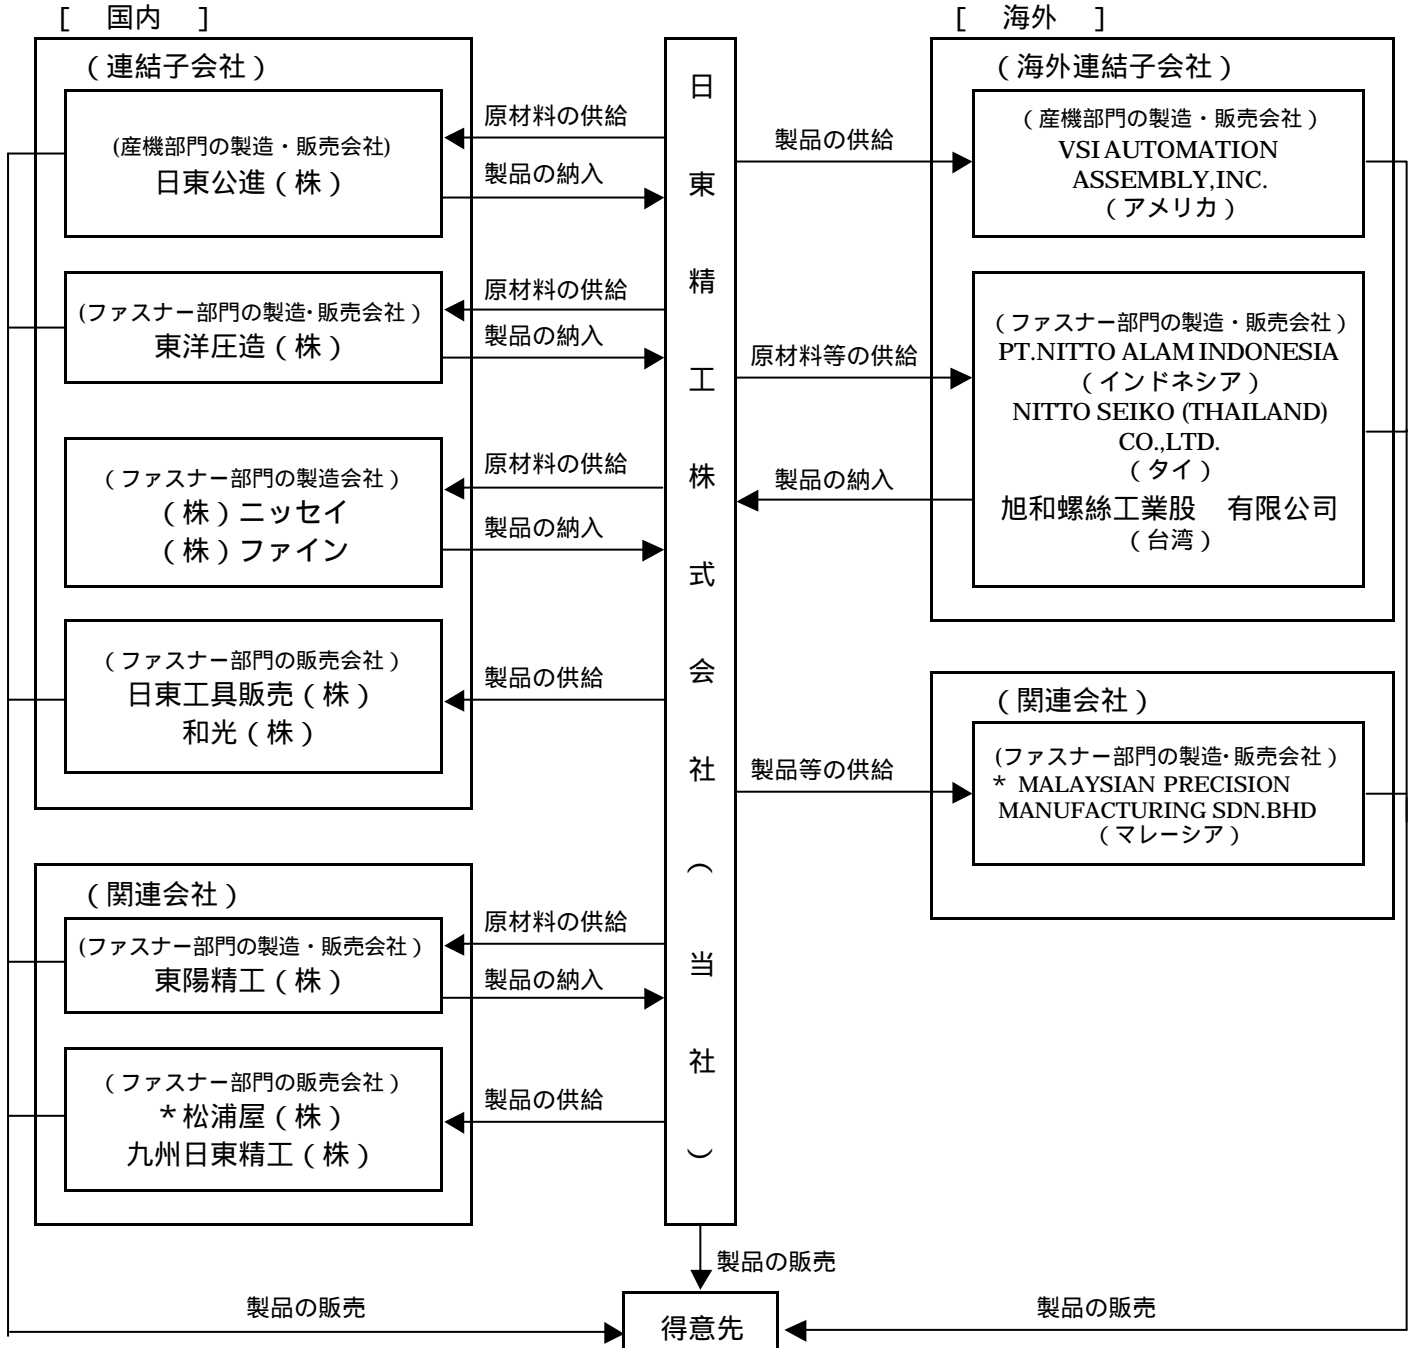 [ 国内 ]
(連結子会社)
(産機部門の製造・販売会社)
日東公進(株)
(ファスナー部門の製造・販売会社)
東洋圧造(株)
(ファスナー部門の製造会社)
(株)ニッセイ
(株)ファイン
(ファスナー部門の販売会社)
日東工具販売(株)
和光(株)
(関連会社)
(ファスナー部門の製造・販売会社)
東陽精工(株)
(ファスナー部門の販売会社)
*松浦屋(株)
九州日東精工(株)
原材料の供給
製品の納入
原材料の供給
製品の納入
原材料の供給
製品の納入
製品の供給
原材料の供給
製品の納入
製品の供給
日東精工株式会社(当社)
製品の供給
原材料等の供給
製品の納入
製品等の供給
[ 海外 ]
(海外連結子会社)
(産機部門の製造・販売会社)
VSI AUTOMATION
ASSEMBLY,INC.
(アメリカ)
(ファスナー部門の製造・販売会社)
PT.NITTO ALAM INDONESIA
(インドネシア)
NITTO SEIKO (THAILAND)
CO.,LTD.
(タイ)
旭和螺絲工業股 有限公司
(台湾)
(関連会社)
(ファスナー部門の製造・販売会社)
* MALAYSIAN PRECISION
MANUFACTURING SDN.BHD
(マレーシア)
製品の販売
製品の販売
得意先
製品の販売